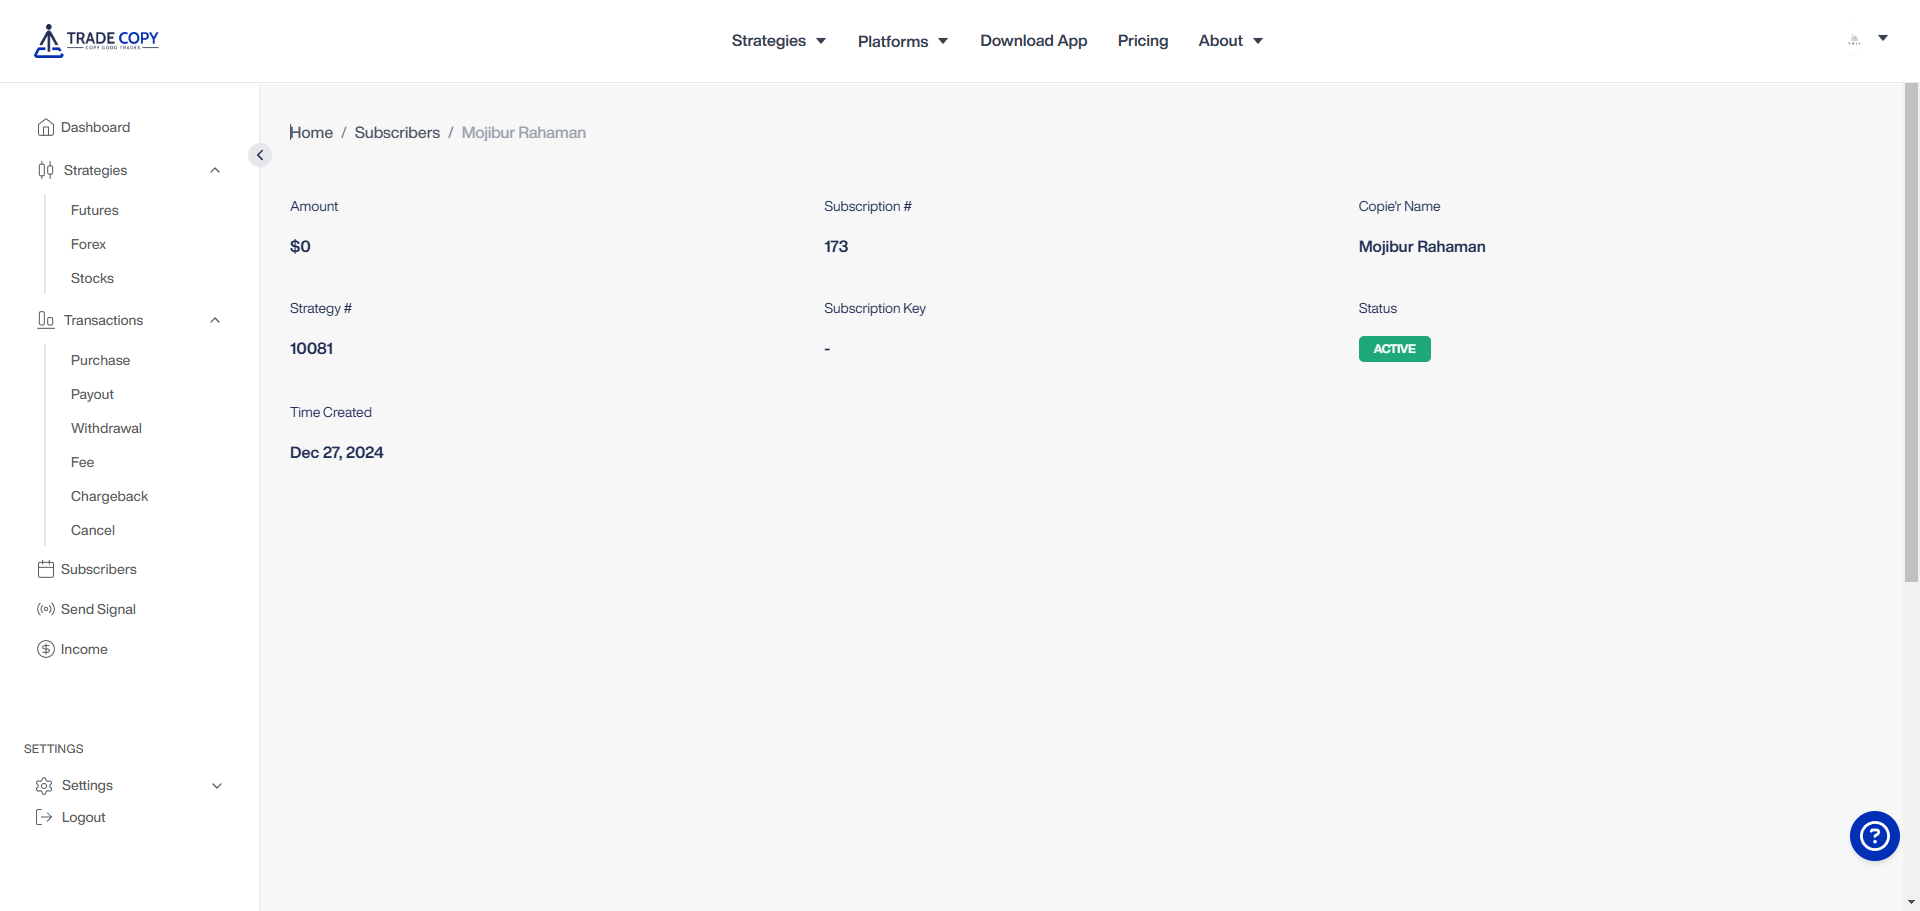 TRADE COPY
COPY GOOD TRADES
Strategies
Platforms
Download App
Pricing
About
Dashboard
Strategies
Futures
Forex
Stocks
Transactions
Purchase
Payout
Withdrawal
Fee
Chargeback
Cancel
Subscribers
Send Signal
Income
SETTINGS
Settings
Logout
Home / Subscribers / Mojibur Rahaman
Amount
$0
Subscription #
173
Copie'r Name
Mojibur Rahaman
Strategy #
10081
Subscription Key
-
Status
ACTIVE
Time Created
Dec 27, 2024